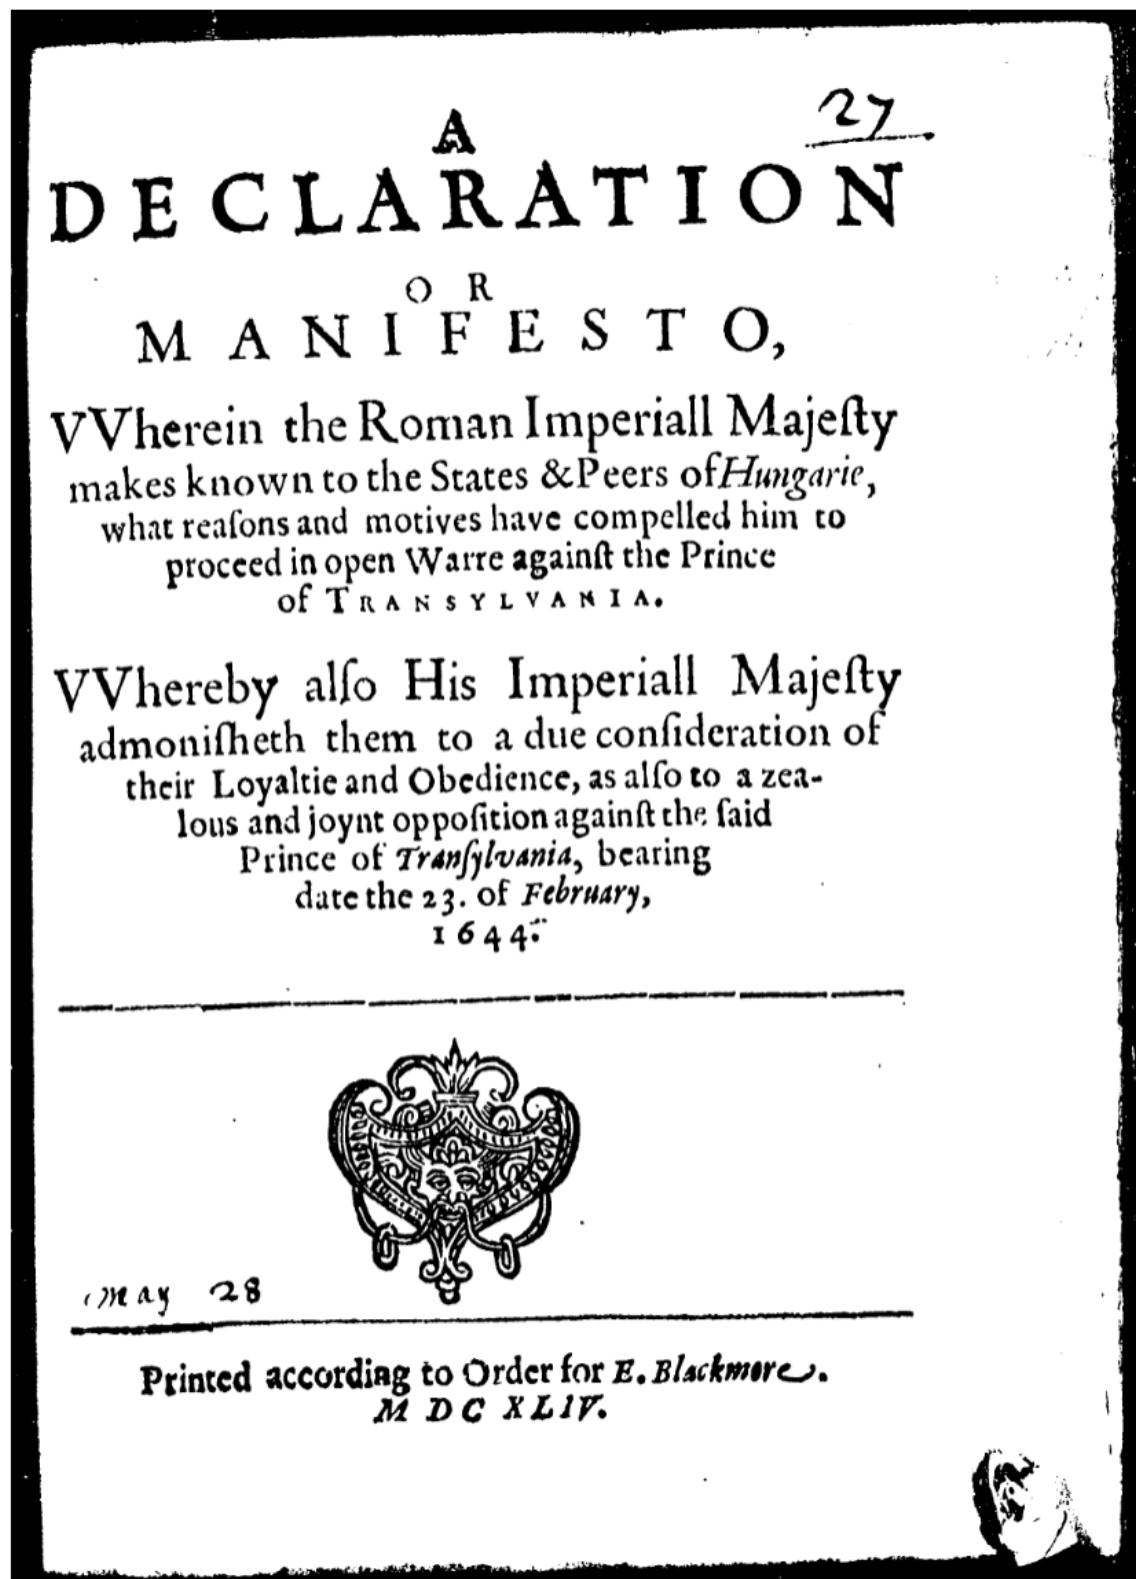 27
A
DECLARATION
OR
MANIFESTO,
VVherein the Roman Imperiall Majeſty
makes known to the States & Peers of Hungarie,
what reaſons and motives have compelled him to
proceed in open Warre againſt the Prince
of TRANSYLVANIA.
VVhereby alſo His Imperiall Majeſty
admoniſheth them to a due conſideration of
their Loyaltie and Obedience, as alſo to a zea-
lous and joynt oppoſition againſt the ſaid
Prince of Tranſylvania, bearing
date the 23. of February,
1644.
May 28
Printed according to Order for E. Blackmore.
MDCXLIV.